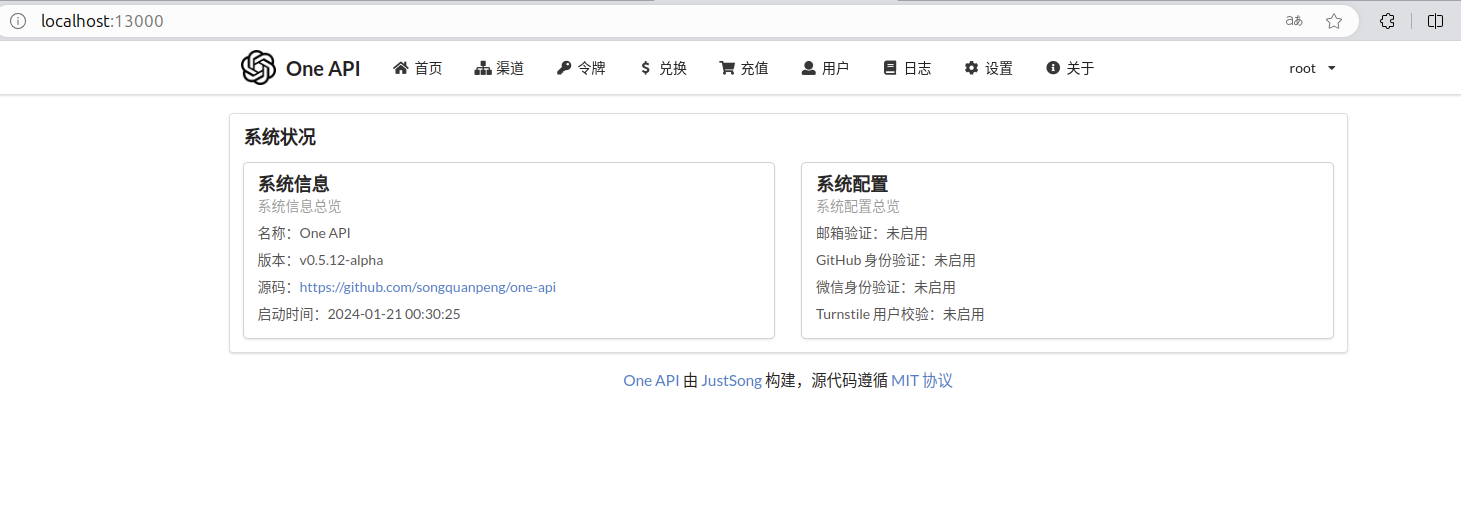 localhost:13000
One API 首页 渠道 令牌 兑换 充值 用户 日志 设置 关于 root
系统状况
系统信息
系统信息总览
名称：One API
版本：v0.5.12-alpha
源码：https://github.com/songquanpeng/one-api
启动时间：2024-01-21 00:30:25
系统配置
系统配置总览
邮箱验证：未启用
GitHub 身份验证：未启用
微信身份验证：未启用
Turnstile 用户校验：未启用
One API 由 JustSong 构建，源代码遵循 MIT 协议